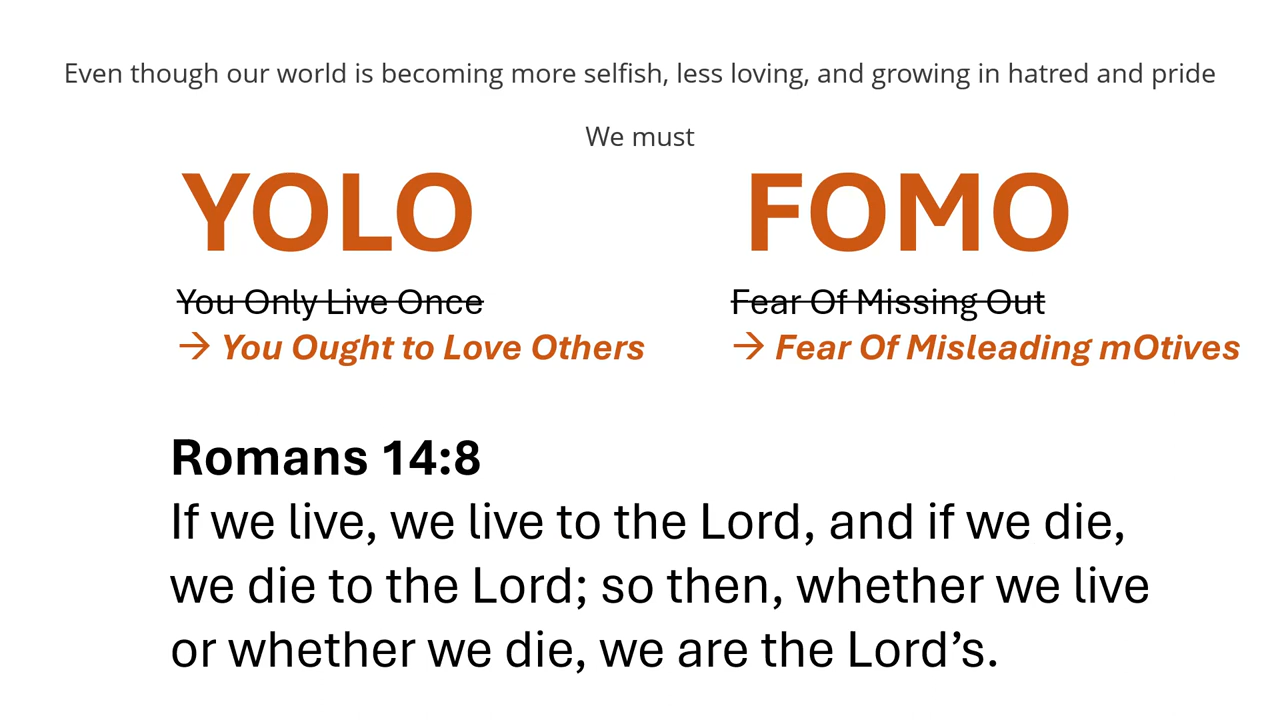 Even though our world is becoming more selfish, less loving, and growing in hatred and pride
We must
YOLO
You Only Live Once
→ You Ought to Love Others
FOMO
Fear Of Missing Out
→ Fear Of Misleading mOtives
Romans 14:8
If we live, we live to the Lord, and if we die,
we die to the Lord; so then, whether we live
or whether we die, we are the Lord’s.